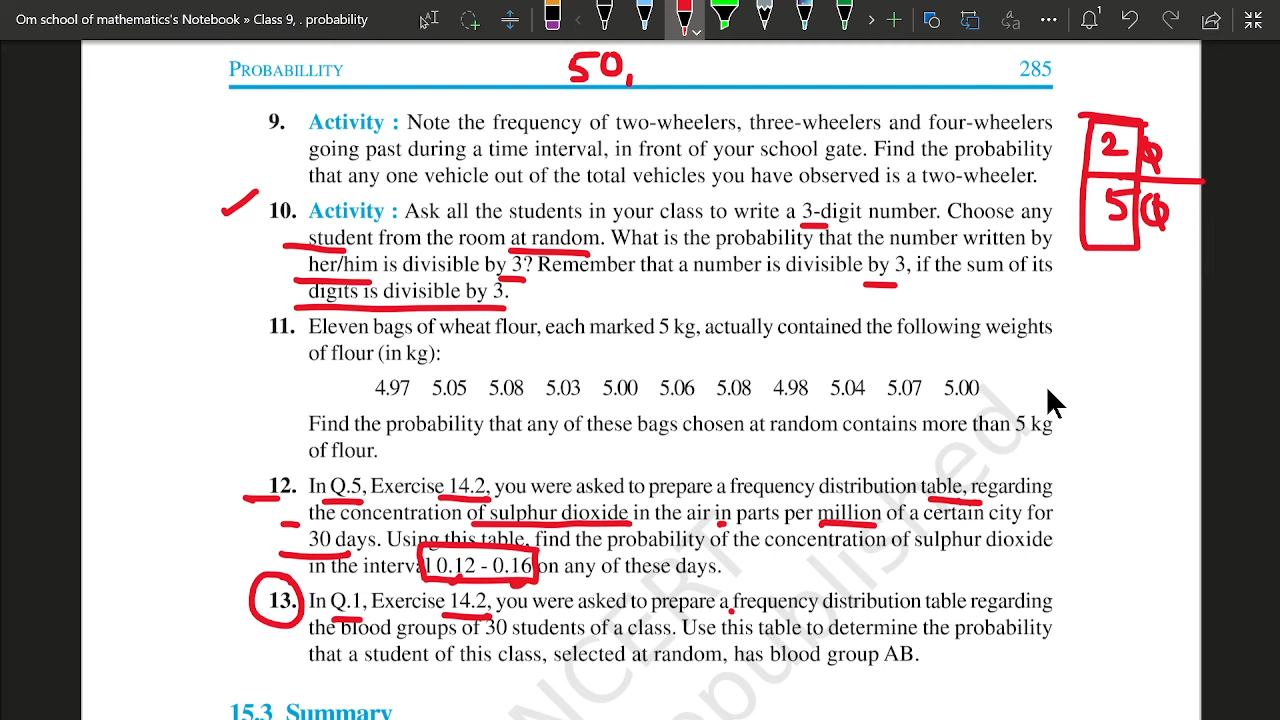 Om school of mathematics's Notebook » Class 9, . probability
PROBABILLITY 50, 285
9. Activity : Note the frequency of two-wheelers, three-wheelers and four-wheelers
going past during a time interval, in front of your school gate. Find the probability
that any one vehicle out of the total vehicles you have observed is a two-wheeler.
2
10. Activity : Ask all the students in your class to write a 3-digit number. Choose any
5
student from the room at random. What is the probability that the number written by
her/him is divisible by 3? Remember that a number is divisible by 3, if the sum of its
digits is divisible by 3.
11. Eleven bags of wheat flour, each marked 5 kg, actually contained the following weights
of flour (in kg):
4.97 5.05 5.08 5.03 5.00 5.06 5.08 4.98 5.04 5.07 5.00
Find the probability that any of these bags chosen at random contains more than 5 kg
of flour.
12. In Q.5, Exercise 14.2, you were asked to prepare a frequency distribution table, regarding
the concentration of sulphur dioxide in the air in parts per million of a certain city for
30 days. Using this table, find the probability of the concentration of sulphur dioxide
in the interval 0.12 - 0.16 on any of these days.
13. In Q.1, Exercise 14.2, you were asked to prepare a frequency distribution table regarding
the blood groups of 30 students of a class. Use this table to determine the probability
that a student of this class, selected at random, has blood group AB.
NCERT
published
15.3 Summary